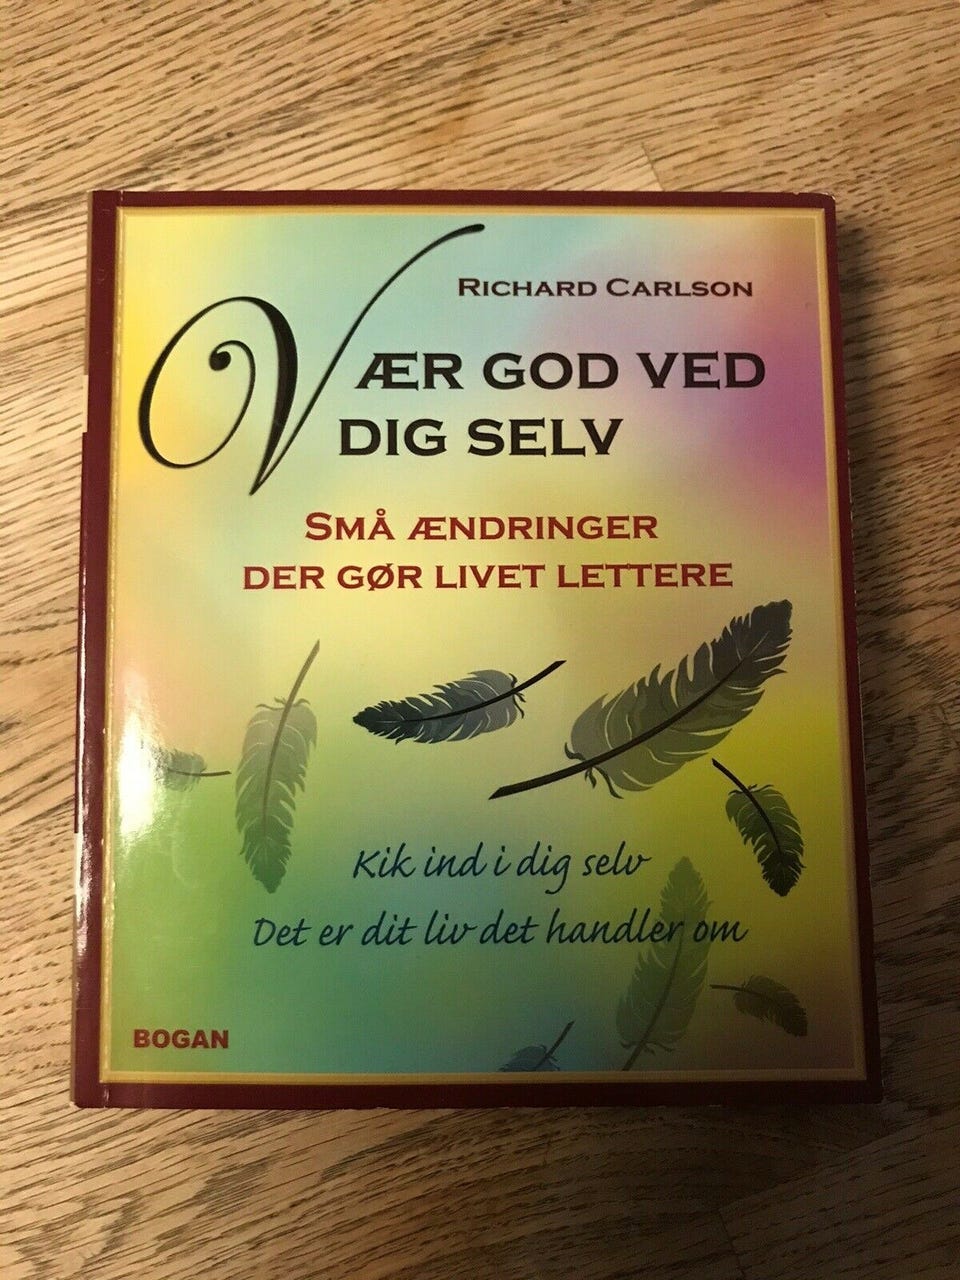 RICHARD CARLSON
VÆR GOD VED
DIG SELV
SMÅ ÆNDRINGER
DER GØR LIVET LETTERE
Kik ind i dig selv
Det er dit liv det handler om
BOGAN